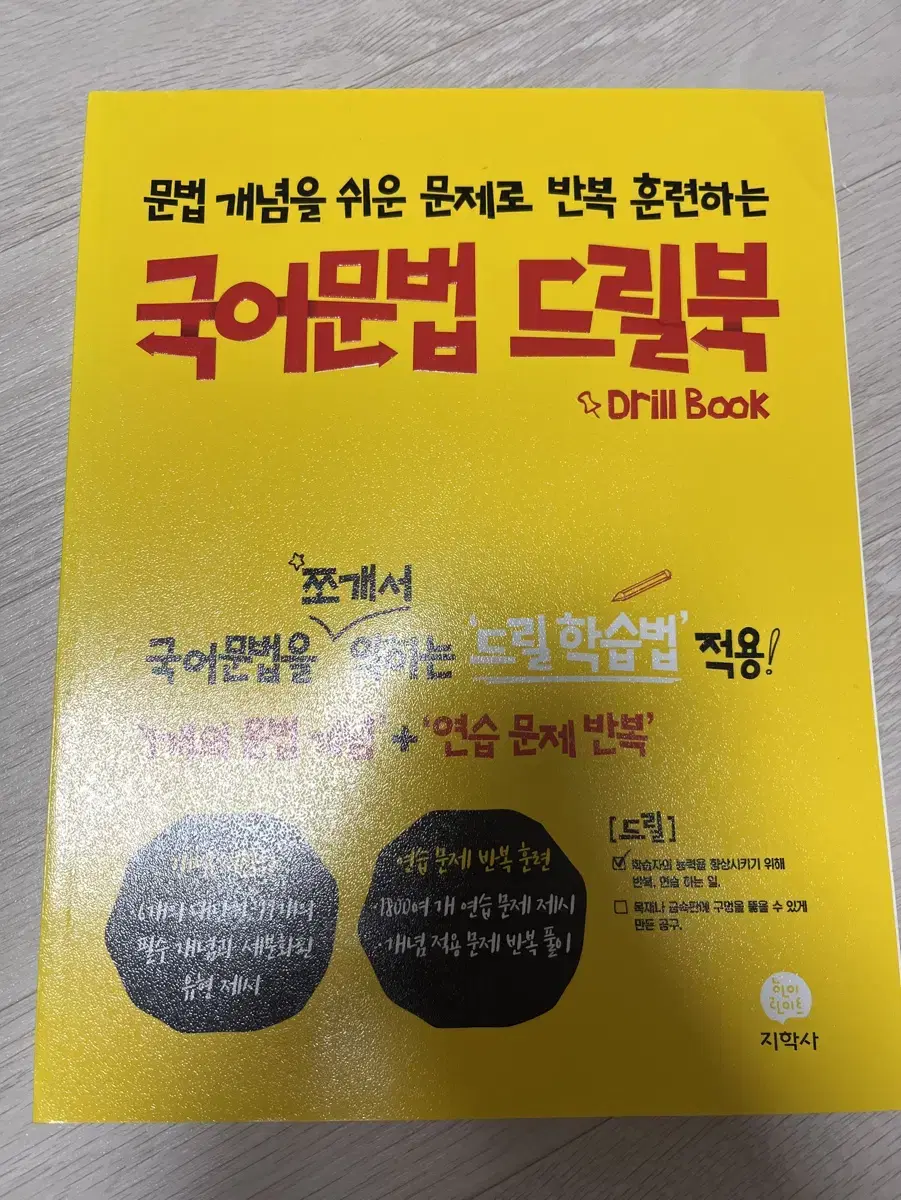 문법 개념을 쉬운 문제로 반복 훈련하는
국어문법 드릴북
Drill Book
쪼개서
국어문법을 익히는 '드릴 학습법' 적용!
문법 개념' + '연습 문제 반복'
필수 개념과 세분화된
유형 제시
연습 문제 반복 훈련
·1800여 개 연습 문제 제시
·개념 적용 문제 반복 풀이
[드릴]
학습자의 능력을 향상시키기 위해
반복, 연습 하는 일.
목재나 금속판에 구멍을 뚫을 수 있게
만든 공구.
지학사